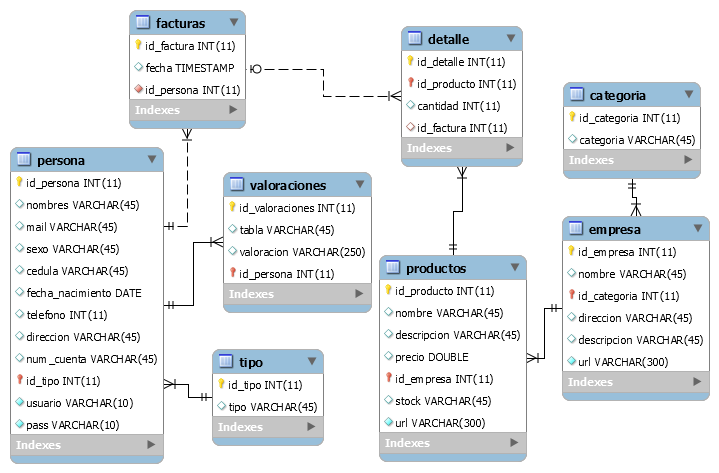 facturas
id_factura INT(11)
fecha TIMESTAMP
id_persona INT(11)
Indexes
detalle
id_detalle INT(11)
id_producto INT(11)
cantidad INT(11)
id_factura INT(11)
Indexes
categoria
id_categoria INT(11)
categoria VARCHAR(45)
Indexes
persona
id_persona INT(11)
nombres VARCHAR(45)
mail VARCHAR(45)
sexo VARCHAR(45)
cedula VARCHAR(45)
fecha_nacimiento DATE
telefono INT(11)
direccion VARCHAR(45)
num_cuenta VARCHAR(45)
id_tipo INT(11)
usuario VARCHAR(10)
pass VARCHAR(10)
Indexes
valoraciones
id_valoraciones INT(11)
tabla VARCHAR(45)
valoracion VARCHAR(250)
id_persona INT(11)
Indexes
tipo
id_tipo INT(11)
tipo VARCHAR(45)
Indexes
productos
id_producto INT(11)
nombre VARCHAR(45)
descripcion VARCHAR(45)
precio DOUBLE
id_empresa INT(11)
stock VARCHAR(45)
url VARCHAR(300)
Indexes
empresa
id_empresa INT(11)
nombre VARCHAR(45)
id_categoria INT(11)
direccion VARCHAR(45)
descripcion VARCHAR(45)
url VARCHAR(300)
Indexes